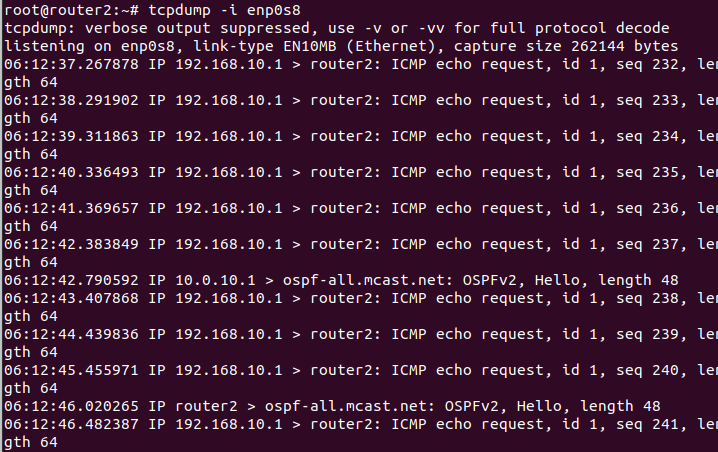 root@router2:~# tcpdump -i enp0s8
tcpdump: verbose output suppressed, use -v or -vv for full protocol decode
listening on enp0s8, link-type EN10MB (Ethernet), capture size 262144 bytes
06:12:37.267878 IP 192.168.10.1 > router2: ICMP echo request, id 1, seq 232, len
gth 64
06:12:38.291902 IP 192.168.10.1 > router2: ICMP echo request, id 1, seq 233, len
gth 64
06:12:39.311863 IP 192.168.10.1 > router2: ICMP echo request, id 1, seq 234, len
gth 64
06:12:40.336493 IP 192.168.10.1 > router2: ICMP echo request, id 1, seq 235, len
gth 64
06:12:41.369657 IP 192.168.10.1 > router2: ICMP echo request, id 1, seq 236, len
gth 64
06:12:42.383849 IP 192.168.10.1 > router2: ICMP echo request, id 1, seq 237, len
gth 64
06:12:42.790592 IP 10.0.10.1 > ospf-all.mcast.net: OSPFv2, Hello, length 48
06:12:43.407868 IP 192.168.10.1 > router2: ICMP echo request, id 1, seq 238, len
gth 64
06:12:44.439836 IP 192.168.10.1 > router2: ICMP echo request, id 1, seq 239, len
gth 64
06:12:45.455971 IP 192.168.10.1 > router2: ICMP echo request, id 1, seq 240, len
gth 64
06:12:46.020265 IP router2 > ospf-all.mcast.net: OSPFv2, Hello, length 48
06:12:46.482387 IP 192.168.10.1 > router2: ICMP echo request, id 1, seq 241, len
gth 64